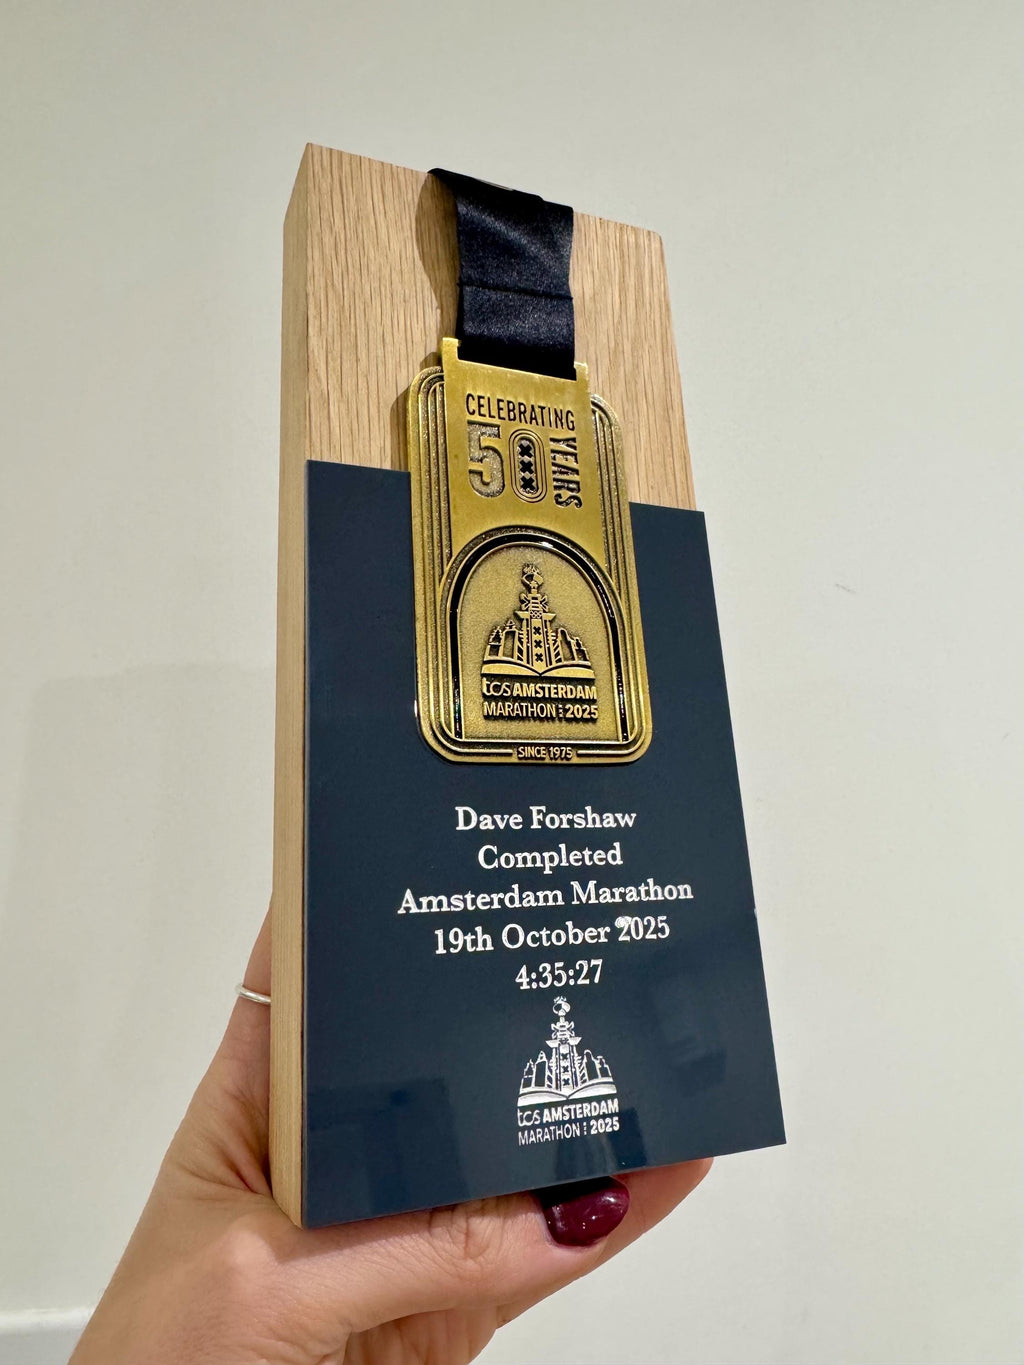 CELEBRATING
50 YEARS
tcs AMSTERDAM
MARATHON 2025
SINCE 1975
Dave Forshaw
Completed
Amsterdam Marathon
19th October 2025
4:35:27
tcs AMSTERDAM
MARATHON 2025